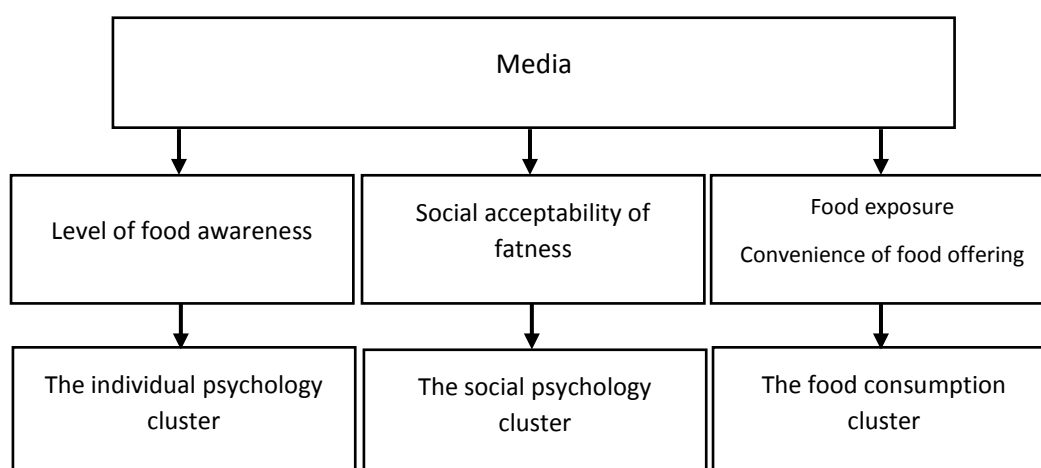 Media
Level of food awareness
Social acceptability of
fatness
Food exposure
Convenience of food offering
The individual psychology
cluster
The social psychology
cluster
The food consumption
cluster